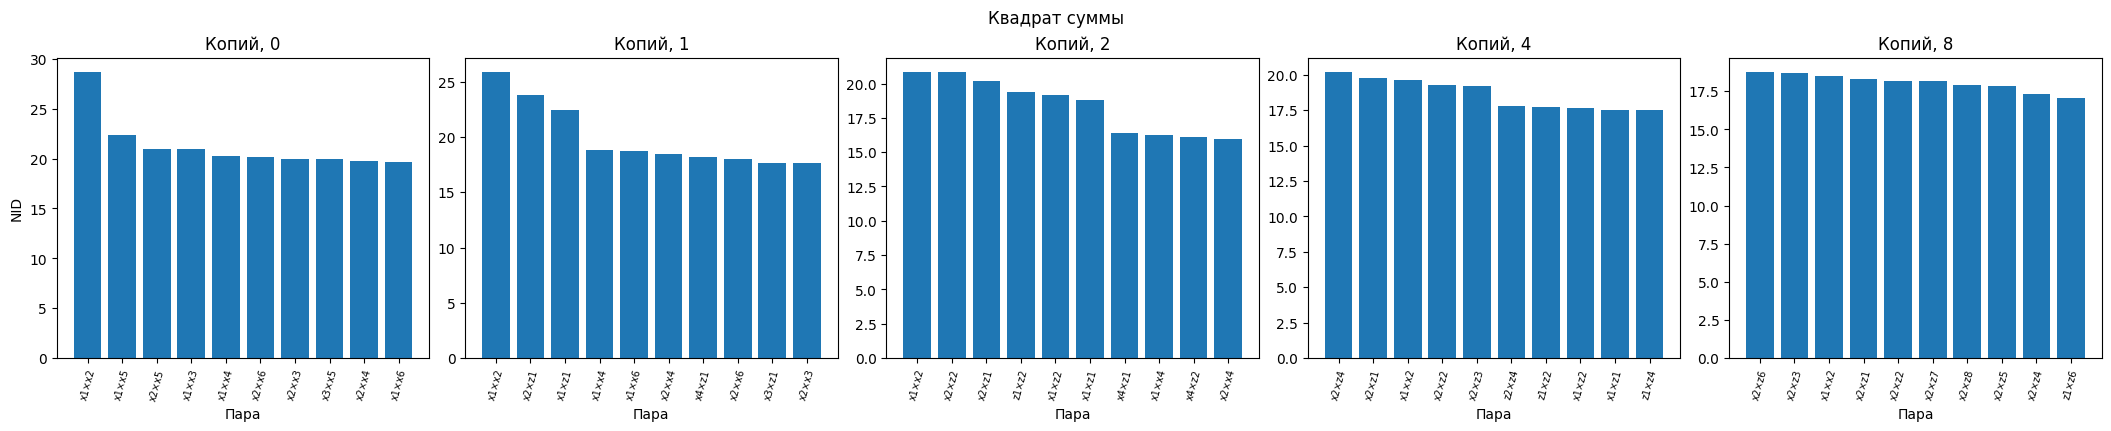 Квадрат суммы
Копий, 0
30
25
20
15
10
5
0
NID
x1×x2
x1×x5
x2×x5
x1×x3
x1×x4
x2×x6
x2×x3
x3×x5
x2×x4
x1×x6
Пара
Копий, 1
25
20
15
10
5
0
x1×x2
x2×z1
x1×z1
x1×x4
x1×x6
x2×x4
x4×z1
x2×x6
x3×z1
x2×x3
Пара
Копий, 2
20.0
17.5
15.0
12.5
10.0
7.5
5.0
2.5
0.0
x1×x2
x2×z2
x2×z1
z1×z2
x1×z2
x1×z1
x4×z1
x1×x4
x4×z2
x2×x4
Пара
Копий, 4
20.0
17.5
15.0
12.5
10.0
7.5
5.0
2.5
0.0
x2×z4
x2×z1
x1×x2
x2×z2
x2×z3
z2×z4
z1×z2
x1×z2
x1×z1
z1×z4
Пара
Копий, 8
17.5
15.0
12.5
10.0
7.5
5.0
2.5
0.0
x2×z6
x2×z3
x1×x2
x2×z1
x2×z2
x2×z7
x2×z8
x2×z5
x2×z4
z1×z6
Пара